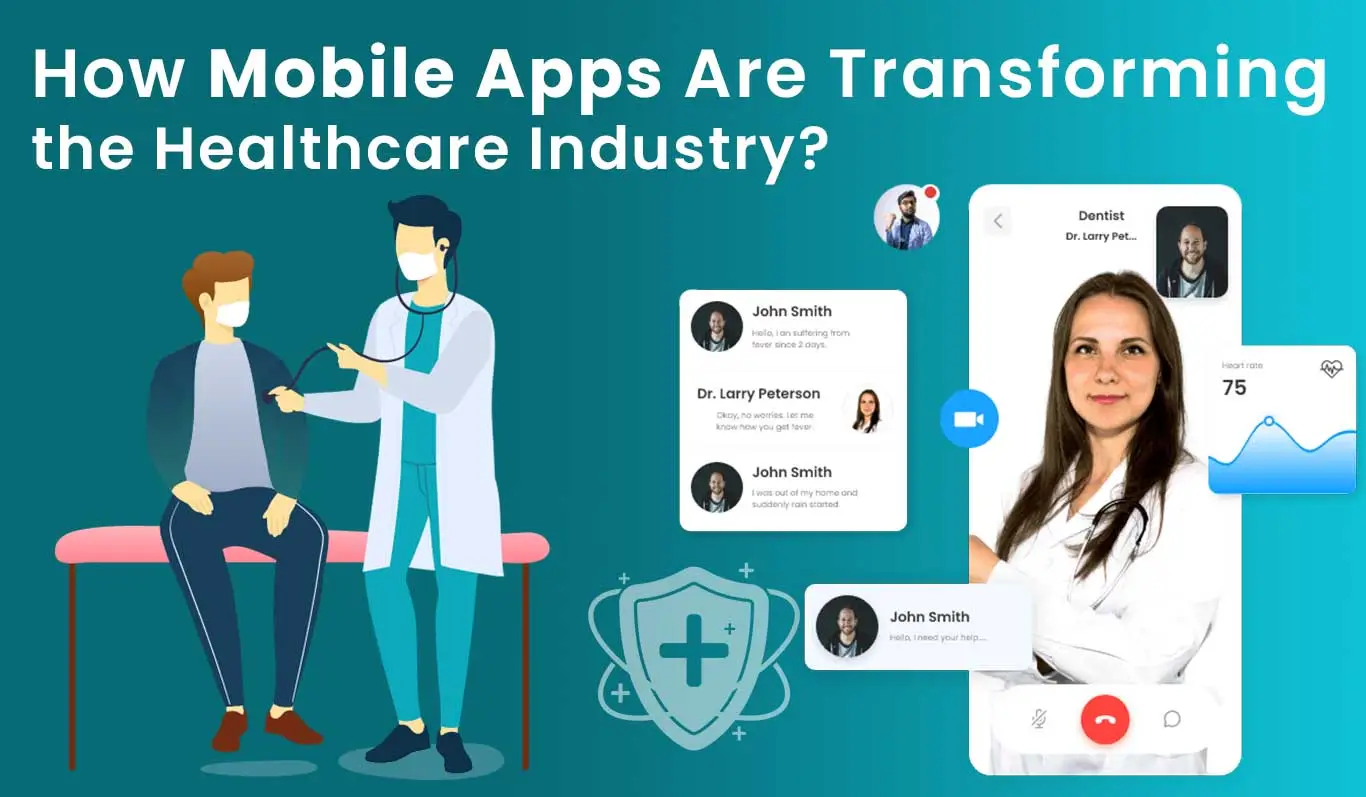 How Mobile Apps Are Transforming
the Healthcare Industry?
Dentist
Dr. Larry Pet...
John Smith
Hello, i an suffering from
fever since 2 days.
Dr. Larry Peterson
Okay, no worries. Let me
know how you get fever.
John Smith
I was out of my home and
suddenly rain started
Heart rate
75
John Smith
Hello, I need your help....